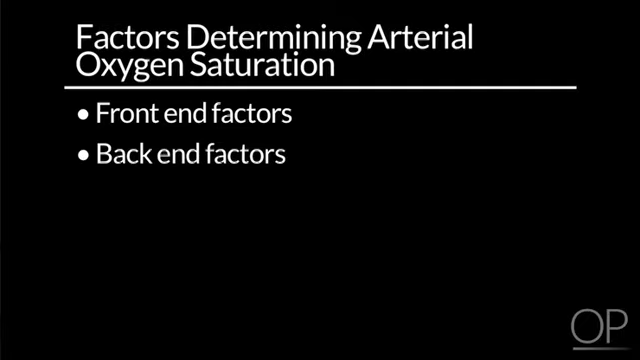 Factors Determining Arterial
Oxygen Saturation
• Front end factors
• Back end factors
OP